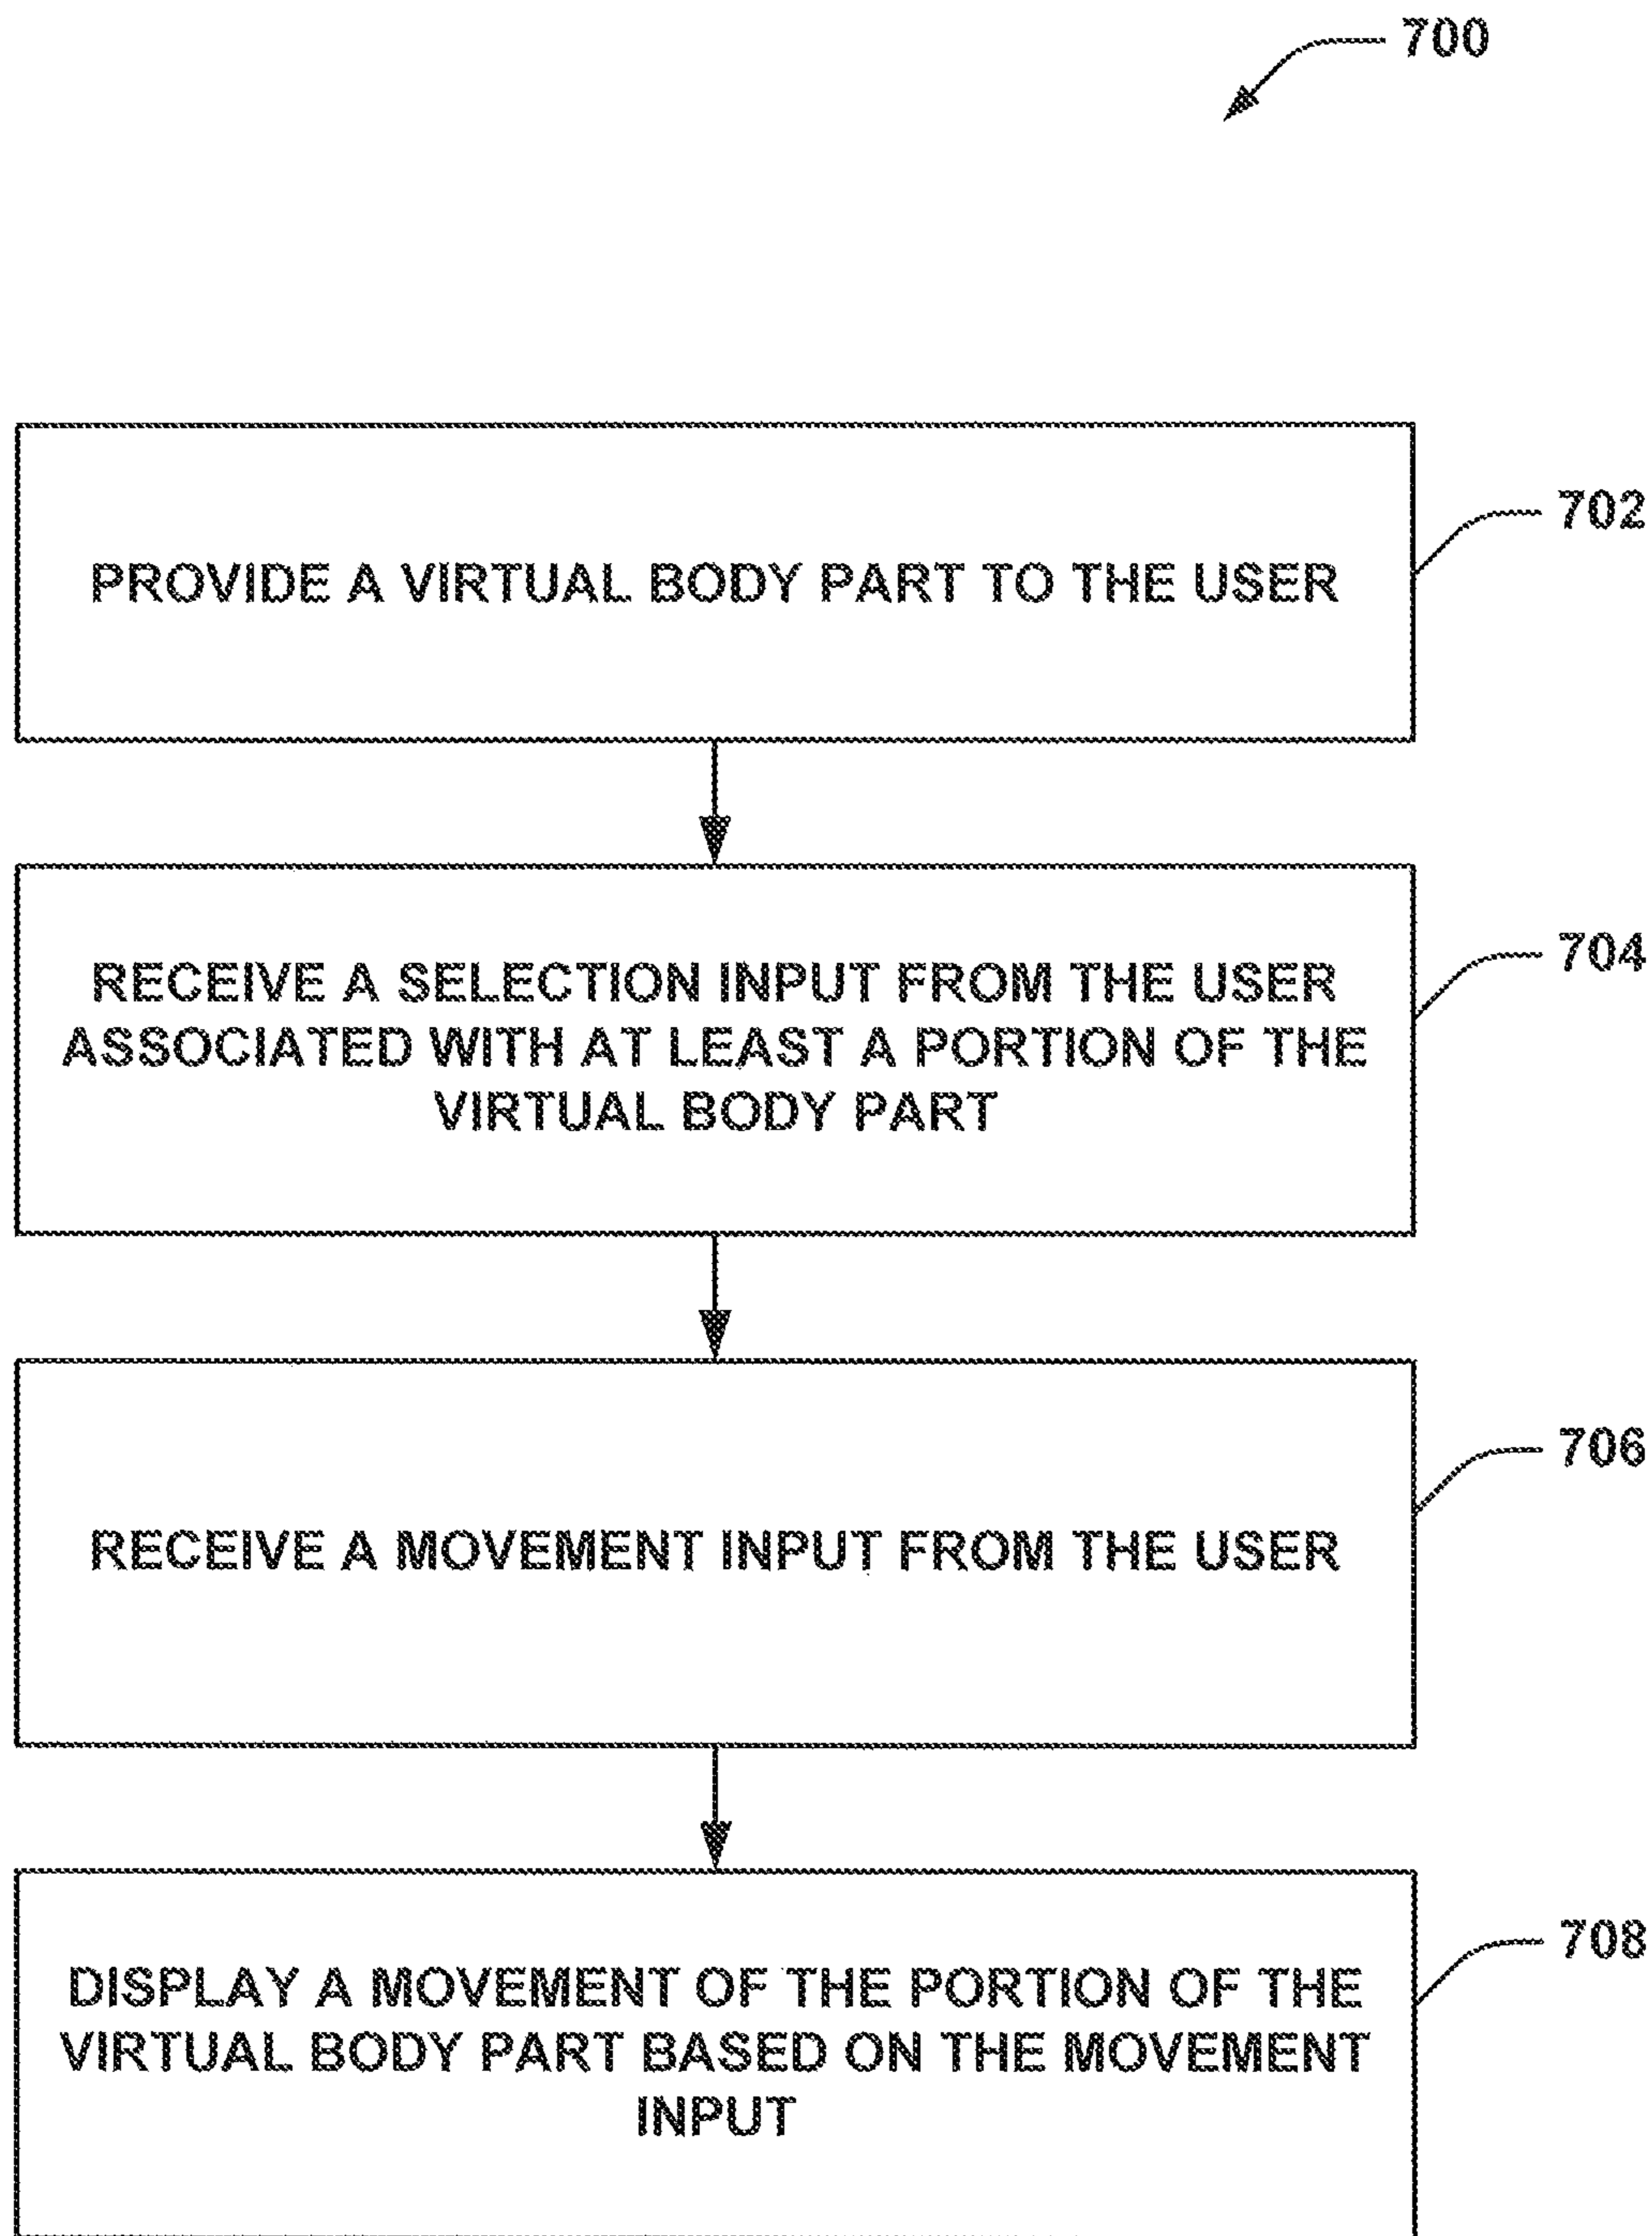 700
PROVIDE A VIRTUAL BODY PART TO THE USER
702
RECEIVE A SELECTION INPUT FROM THE USER
ASSOCIATED WITH AT LEAST A PORTION OF THE
VIRTUAL BODY PART
704
RECEIVE A MOVEMENT INPUT FROM THE USER
706
DISPLAY A MOVEMENT OF THE PORTION OF THE
VIRTUAL BODY PART BASED ON THE MOVEMENT
INPUT
708